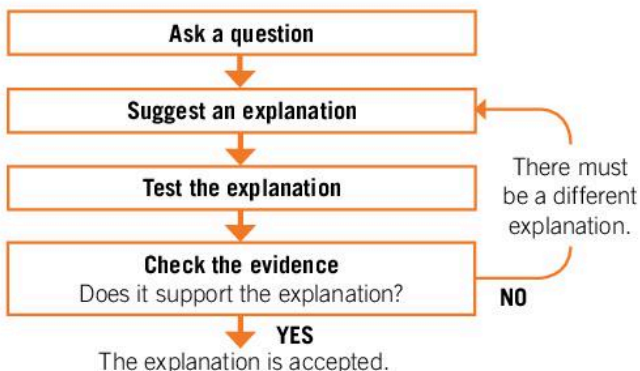 Ask a question
Suggest an explanation
Test the explanation
Check the evidence
Does it support the explanation?
NO
There must
be a different
explanation.
YES
The explanation is accepted.